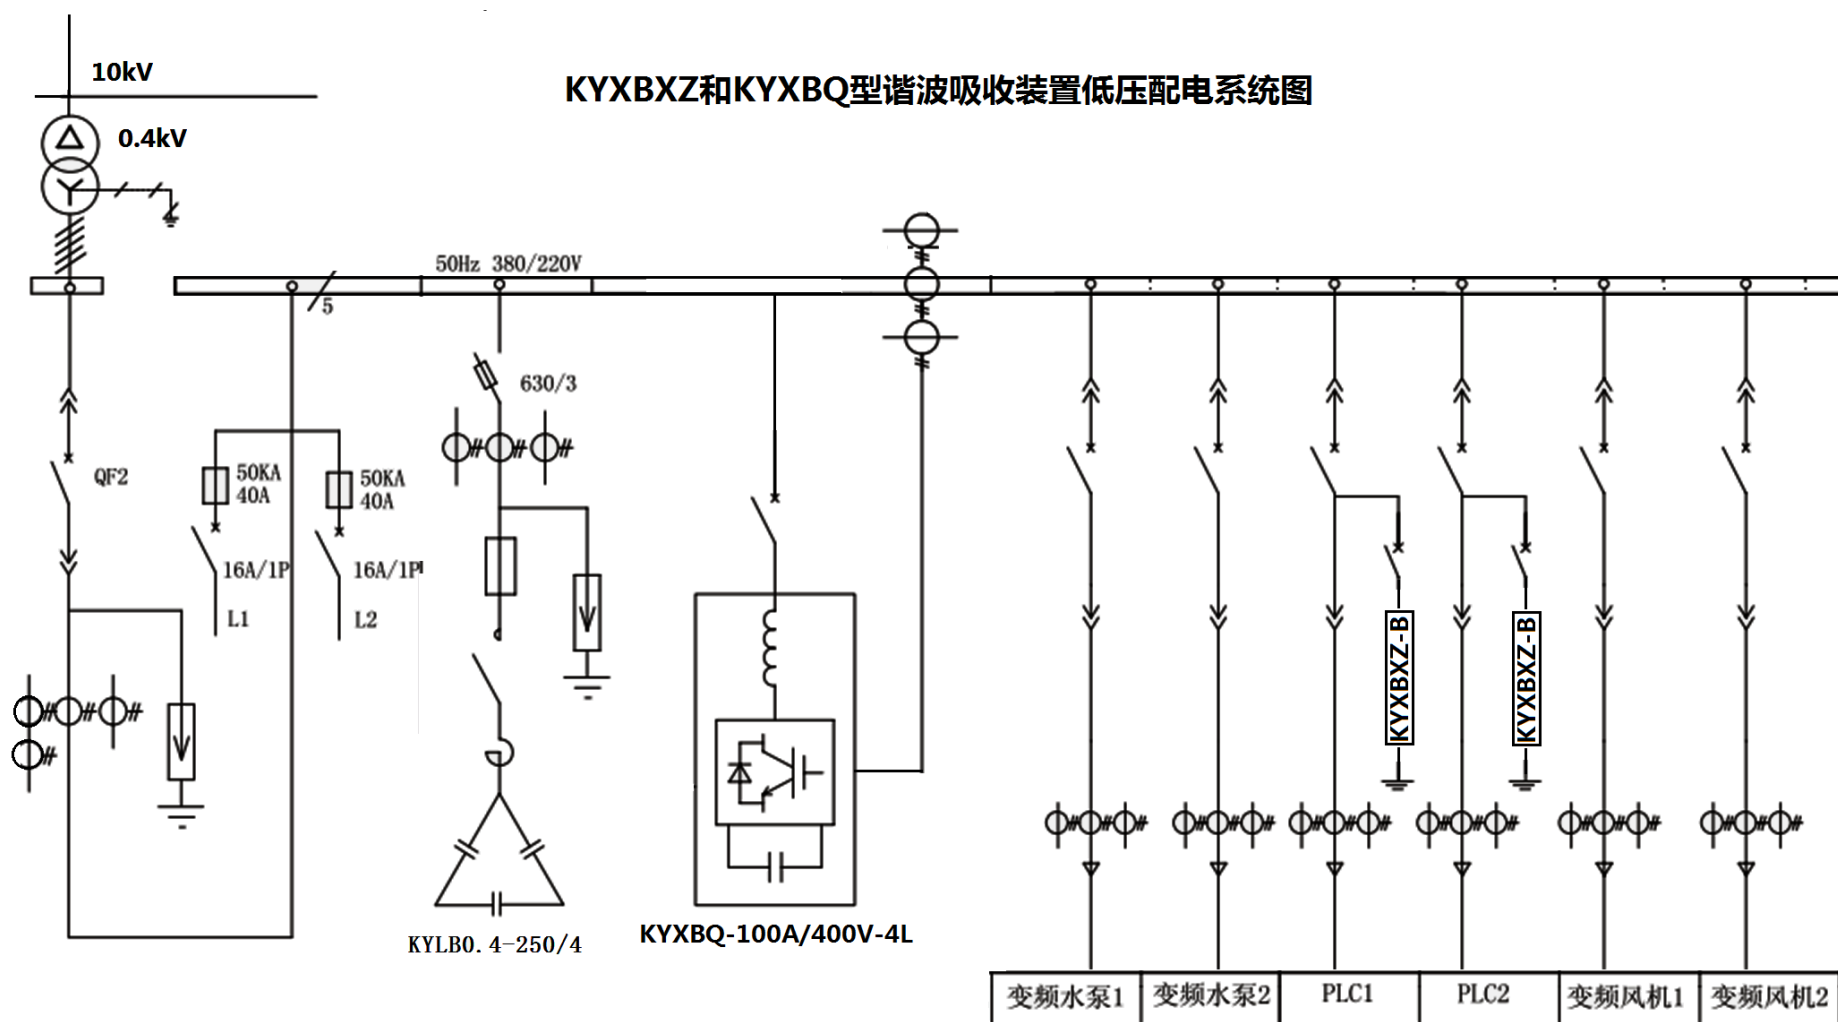 10kV
KYXBXZ和KYXBQ型谐波吸收装置低压配电系统图
0.4kV
50Hz 380/220V
5
630/3
QF2
50KA
40A
50KA
40A
16A/1P
16A/1P
L1
L2
KYXBXZ-B
KYXBXZ-B
KYLB0.4-250/4
KYXBQ-100A/400V-4L
变频水泵1
变频水泵2
PLC1
PLC2
变频风机1
变频风机2